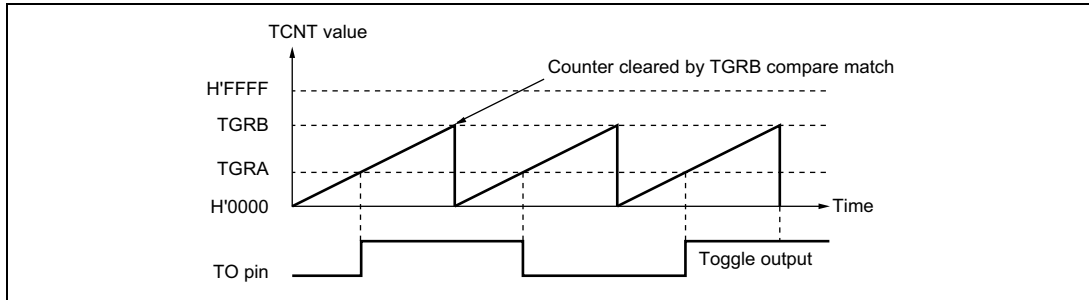 TCNT value
Counter cleared by TGRB compare match
H'FFFF
TGRB
TGRA
H'0000
Time
Toggle output
TO pin